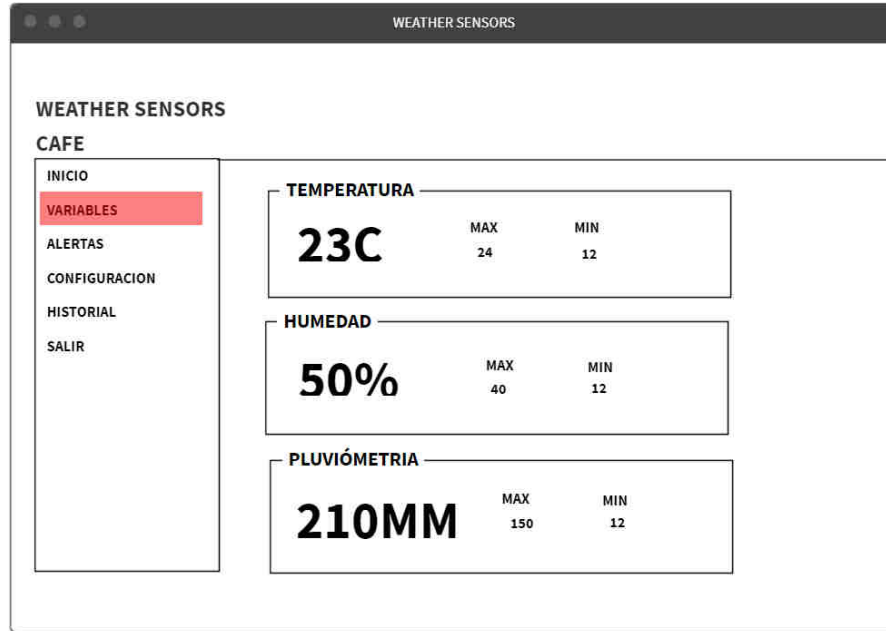 WEATHER SENSORS
WEATHER SENSORS
CAFE
INICIO
VARIABLES
ALERTAS
CONFIGURACION
HISTORIAL
SALIR
TEMPERATURA
23C
MAX MIN
24 12
HUMEDAD
50%
MAX MIN
40 12
PLUVIÓMETRIA
210MM
MAX MIN
150 12